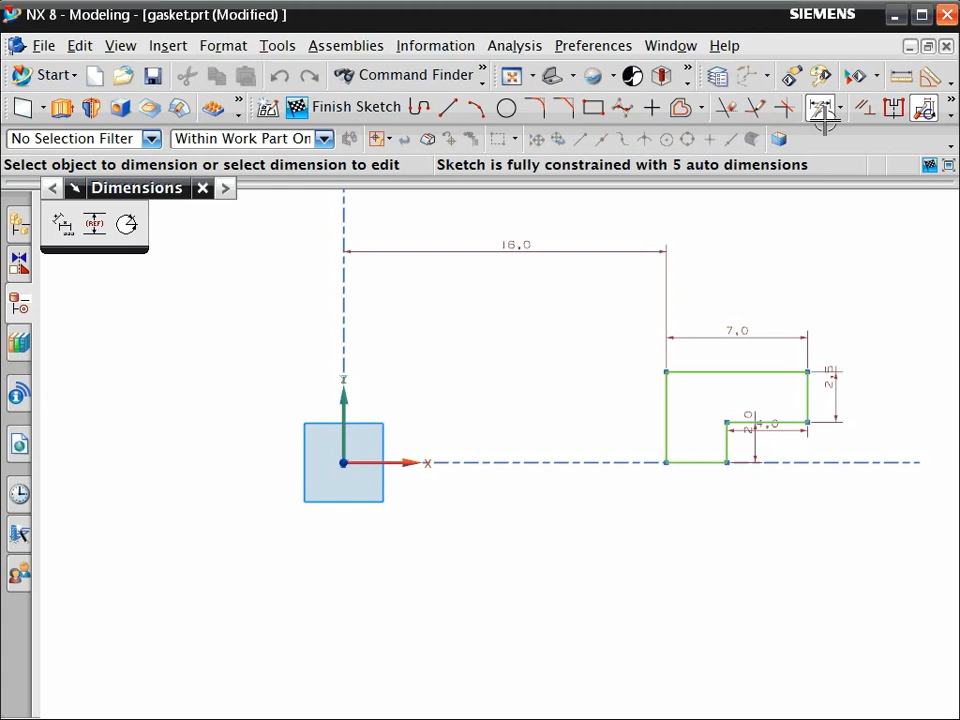 NX 8 - Modeling - [gasket.prt (Modified) ]
SIEMENS
File Edit View Insert Format Tools Assemblies Information Analysis Preferences Window Help
Start
Command Finder
Finish Sketch
No Selection Filter
Within Work Part On
Select object to dimension or select dimension to edit
Sketch is fully constrained with 5 auto dimensions
Dimensions
(REF)
16,0
7,0
2,5
2,0
4,0
Z
X